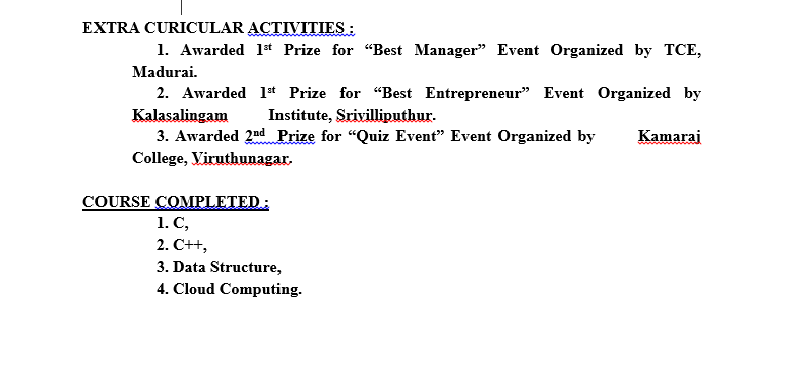 EXTRA CURICULAR ACTIVITIES :
1. Awarded 1st Prize for “Best Manager” Event Organized by TCE,
Madurai.
2. Awarded 1st Prize for “Best Entrepreneur” Event Organized by
Kalasalingam Institute, Srivilliputhur.
3. Awarded 2nd Prize for “Quiz Event” Event Organized by Kamaraj
College, Viruthunagar.
COURSE COMPLETED :
1. C,
2. C++,
3. Data Structure,
4. Cloud Computing.